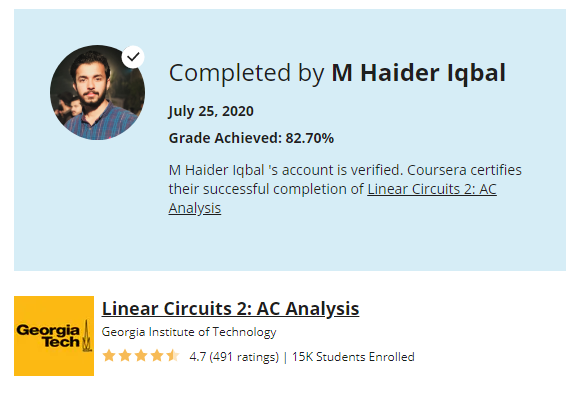 Completed by M Haider Iqbal
July 25, 2020
Grade Achieved: 82.70%
M Haider Iqbal 's account is verified. Coursera certifies
their successful completion of Linear Circuits 2: AC
Analysis
Georgia
Tech
Linear Circuits 2: AC Analysis
Georgia Institute of Technology
4.7 (491 ratings) | 15K Students Enrolled